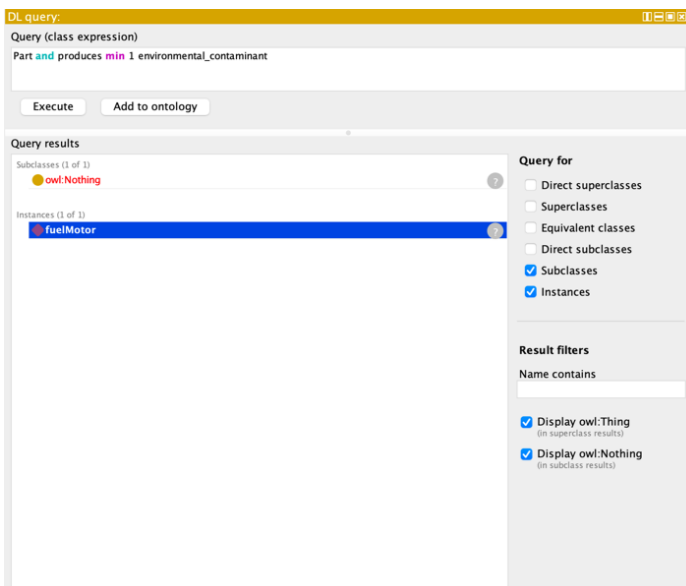 DL query:
Query (class expression)
Part and produces min 1 environmental_contaminant
Execute
Add to ontology
Query results
Subclasses (1 of 1)
owl:Nothing
?
Instances (1 of 1)
fuelMotor
?
Query for
Direct superclasses
Superclasses
Equivalent classes
Direct subclasses
Subclasses
Instances
Result filters
Name contains
Display owl:Thing
(in superclass results)
Display owl:Nothing
(in subclass results)